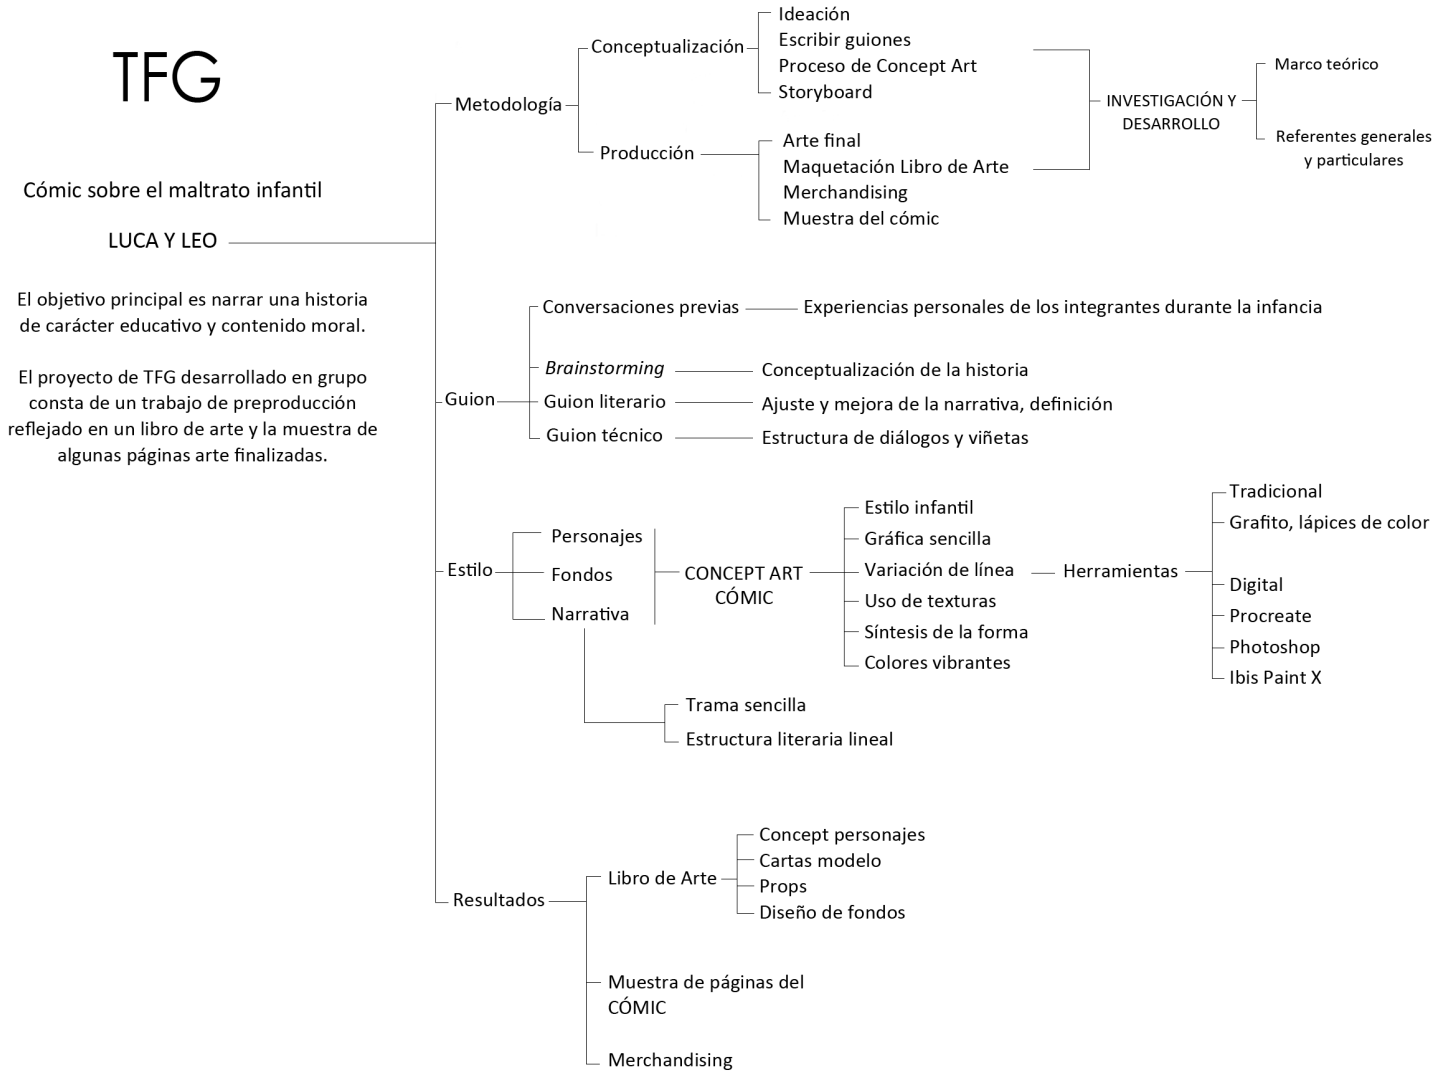 TFG
Cómic sobre el maltrato infantil
LUCA Y LEO
El objetivo principal es narrar una historia
de carácter educativo y contenido moral.
El proyecto de TFG desarrollado en grupo
consta de un trabajo de preproducción
reflejado en un libro de arte y la muestra de
algunas páginas arte finalizadas.
Metodología
Conceptualización
Ideación
Escribir guiones
Proceso de Concept Art
Storyboard
Producción
Arte final
Maquetación Libro de Arte
Merchandising
Muestra del cómic
INVESTIGACIÓN Y
DESARROLLO
Marco teórico
Referentes generales
y particulares
Guion
Conversaciones previas
Experiencias personales de los integrantes durante la infancia
Brainstorming
Conceptualización de la historia
Guion literario
Ajuste y mejora de la narrativa, definición
Guion técnico
Estructura de diálogos y viñetas
Estilo
Personajes
Fondos
Narrativa
CONCEPT ART
CÓMIC
Estilo infantil
Gráfica sencilla
Variación de línea
Uso de texturas
Síntesis de la forma
Colores vibrantes
Herramientas
Tradicional
Grafito, lápices de color
Digital
Procreate
Photoshop
Ibis Paint X
Trama sencilla
Estructura literaria lineal
Resultados
Libro de Arte
Concept personajes
Cartas modelo
Props
Diseño de fondos
Muestra de páginas del
CÓMIC
Merchandising